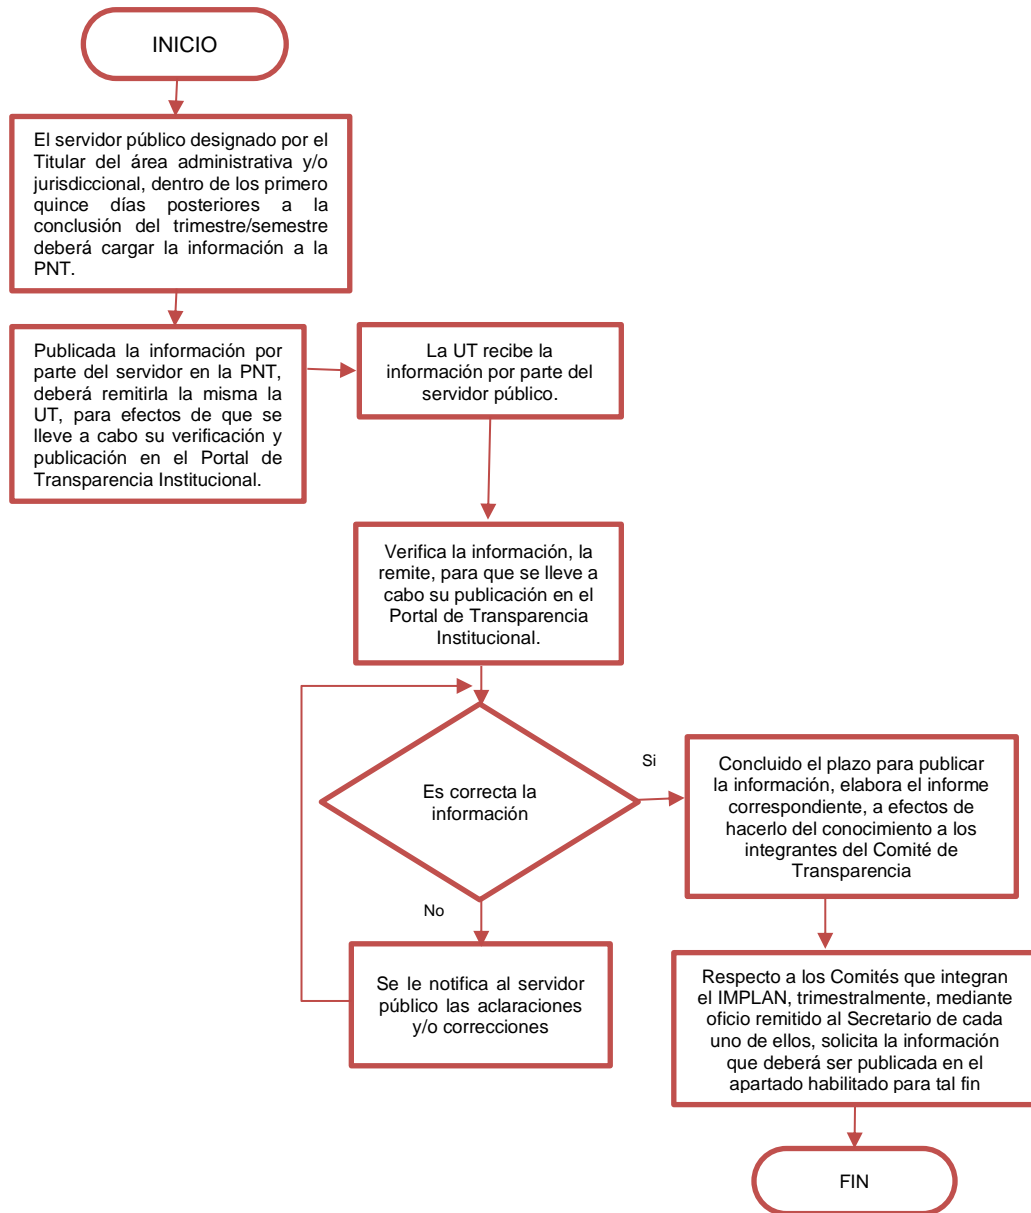 INICIO
El servidor público designado por el
Titular del área administrativa y/o
jurisdiccional, dentro de los primero
quince días posteriores a la
conclusión del trimestre/semestre
deberá cargar la información a la
PNT.
Publicada la información por
parte del servidor en la PNT,
deberá remitirla la misma la
UT, para efectos de que se
lleve a cabo su verificación y
publicación en el Portal de
Transparencia Institucional.
La UT recibe la
información por parte del
servidor público.
Verifica la información, la
remite, para que se lleve a
cabo su publicación en el
Portal de Transparencia
Institucional.
Es correcta la
información
Si
Concluido el plazo para publicar
la información, elabora el informe
correspondiente, a efectos de
hacerlo del conocimiento a los
integrantes del Comité de
Transparencia
No
Se le notifica al servidor
público las aclaraciones
y/o correcciones
Respecto a los Comités que integran
el IMPLAN, trimestralmente, mediante
oficio remitido al Secretario de cada
uno de ellos, solicita la información
que deberá ser publicada en el
apartado habilitado para tal fin
FIN